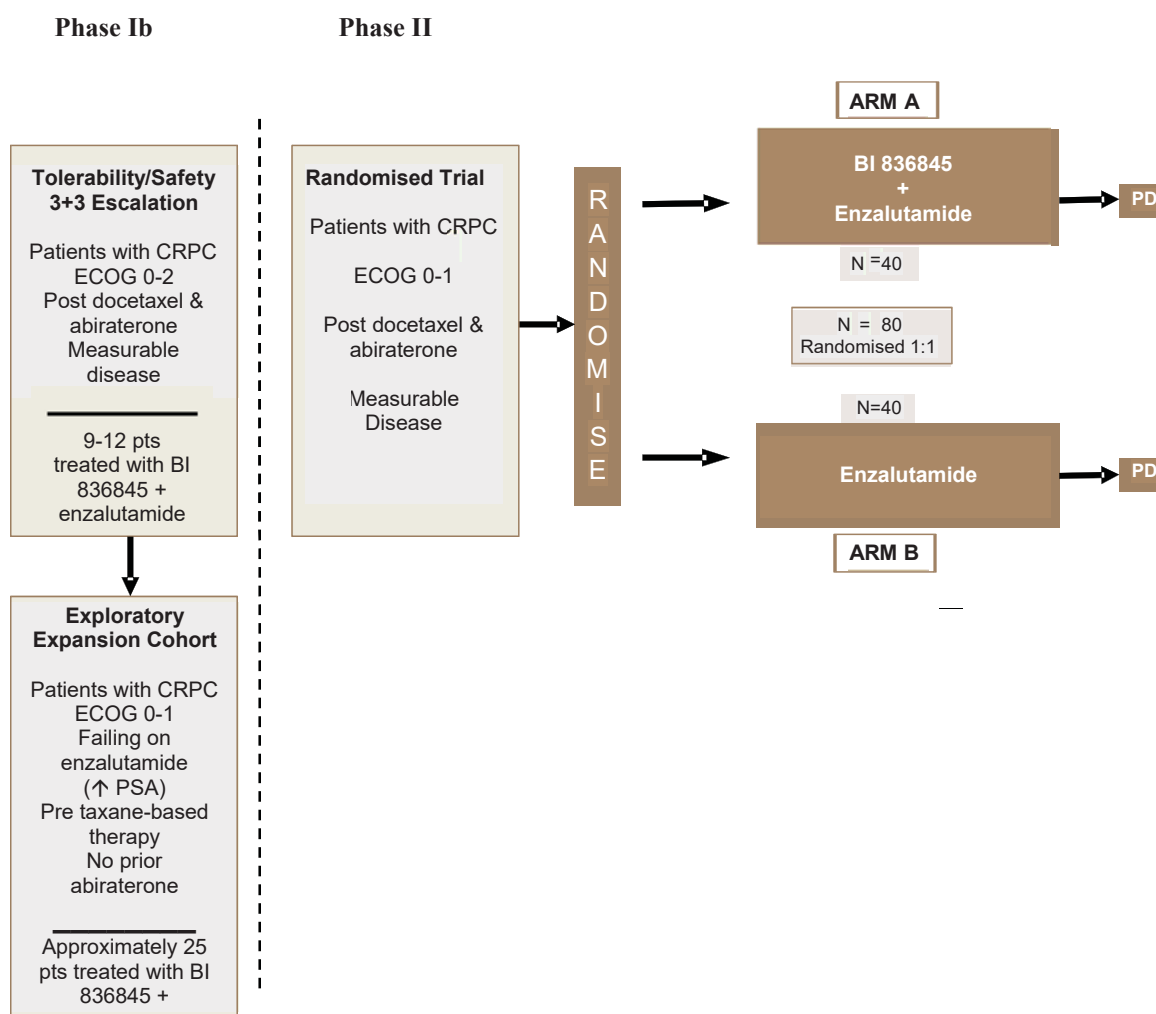 Phase Ib
Phase II
Tolerability/Safety
3+3 Escalation
Patients with CRPC
ECOG 0-2
Post docetaxel &
abiraterone
Measurable
disease
9-12 pts
treated with BI
836845 +
enzalutamide
Exploratory
Expansion Cohort
Patients with CRPC
ECOG 0-1
Failing on
enzalutamide
(↑ PSA)
Pre taxane-based
therapy
No prior
abiraterone
Approximately 25
pts treated with BI
836845 +
Randomised Trial
Patients with CRPC
ECOG 0-1
Post docetaxel &
abiraterone
Measurable
Disease
R
A
N
D
O
M
I
S
E
ARM A
BI 836845
+
Enzalutamide
PD
N =40
N = 80
Randomised 1:1
N=40
Enzalutamide
PD
ARM B